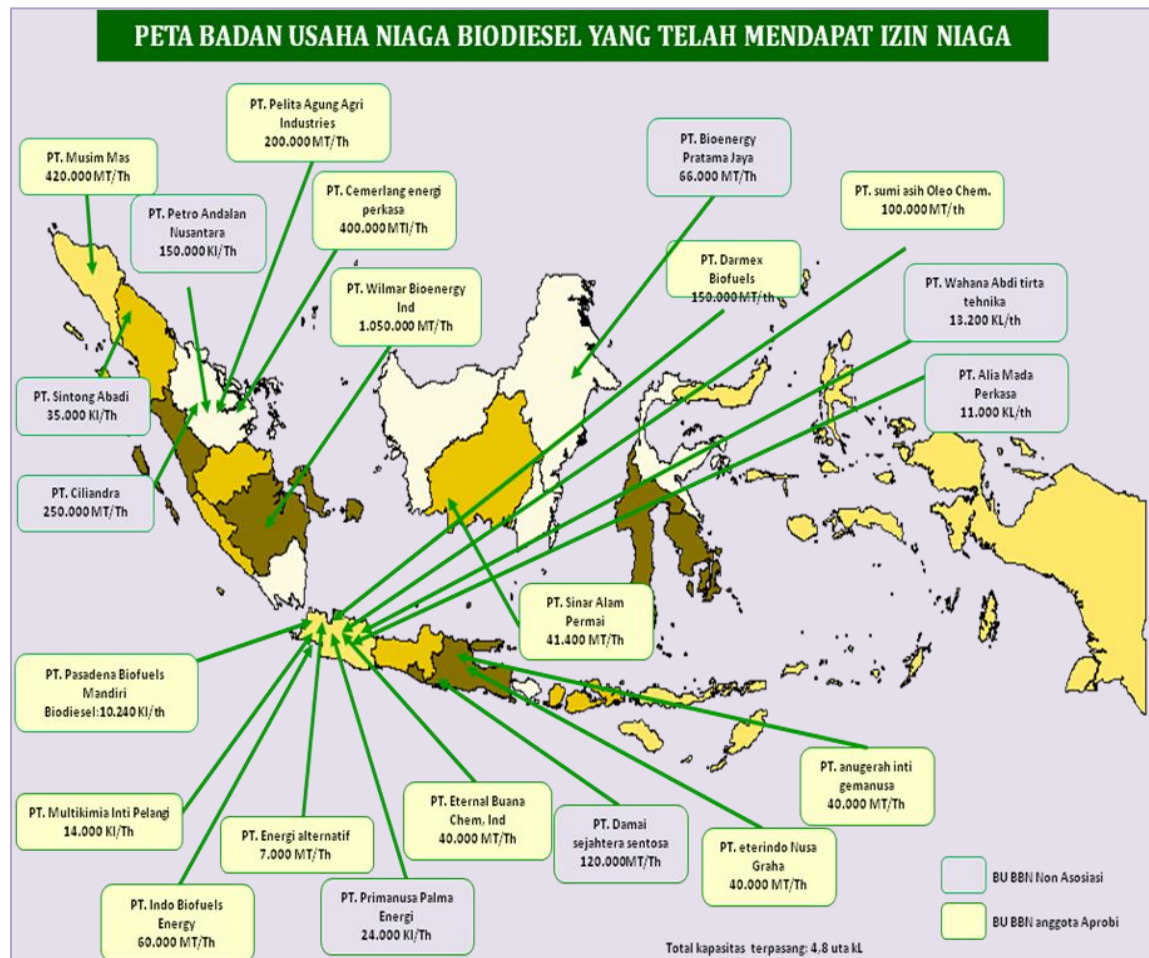 PETA BADAN USAHA NIAGA BIODIESEL YANG TELAH MENDAPAT IZIN NIAGA
PT. Pelita Agung Agri
Industries
200.000 MT/Th
PT. Musim Mas
420.000 MT/Th
PT. Petro Andalan
Nusantara
150.000 Kl/Th
PT. Cemerlang energi
perkasa
400.000 MTI/Th
PT. Bioenergy
Pratama Jaya
66.000 MT/Th
PT. sumi asih Oleo Chem.
100.000 MT/th
PT. Wilmar Bioenergy
Ind
1.050.000 MT/Th
PT. Darmex
Biofuels
150.000 MT/th
PT. Wahana Abdi tirta
tehnika
13.200 KL/th
PT. Sintong Abadi
35.000 Kl/Th
PT. Alia Mada
Perkasa
11.000 KL/th
PT. Ciliandra
250.000 MT/Th
PT. Sinar Alam
Permai
41.400 MT/Th
PT. Pasadena Biofuels
Mandiri
Biodiesel:10.240 Kl/th
PT. anugerah inti
gemanusa
40.000 MT/Th
PT. Multikimia Inti Pelangi
14.000 Kl/Th
PT. Energi alternatif
7.000 MT/Th
PT. Eternal Buana
Chem, Ind
40.000 MT/Th
PT. Damai
sejahtera sentosa
120.000MT/Th
PT. eterindo Nusa
Graha
40.000 MT/Th
PT. Indo Biofuels
Energy
60.000 MT/Th
PT. Primanusa Palma
Energi
24.000 Kl/Th
BU BBN Non Asosiasi
BU BBN anggota Aprobi
Total kapasitas terpasang: 4,8 uta kL